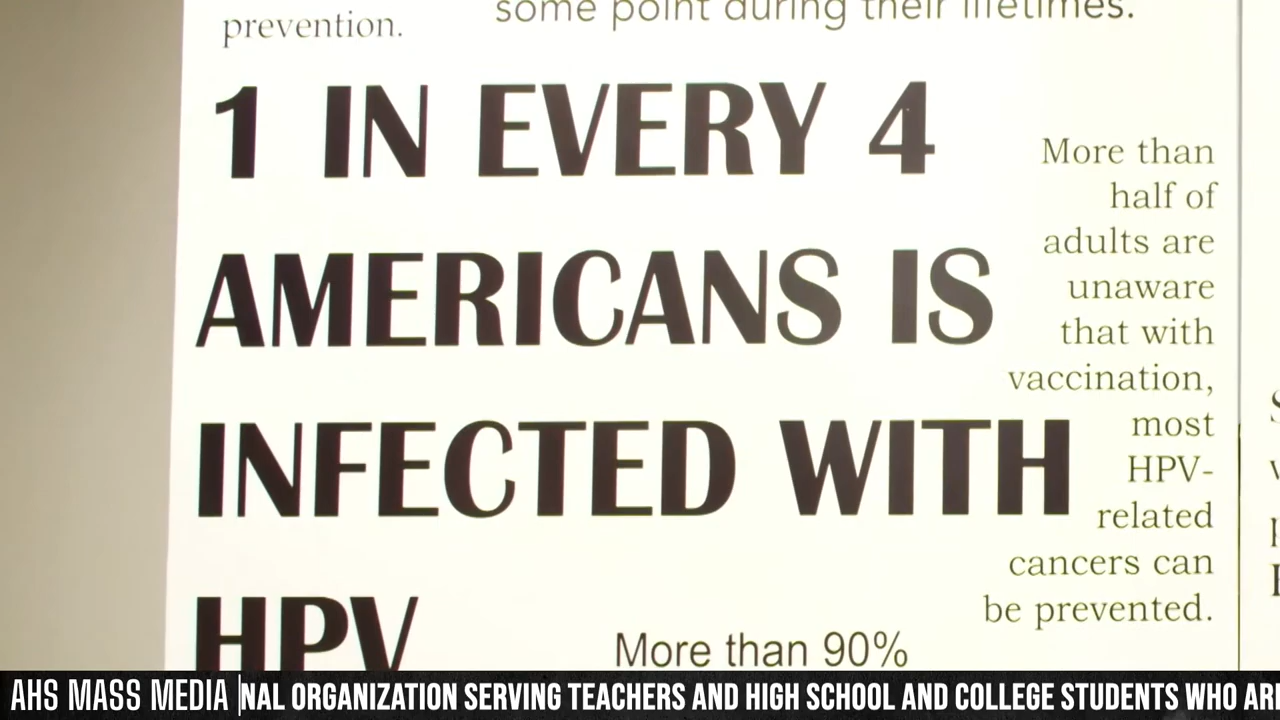 prevention.
some point during their lifetimes.
1 IN EVERY 4
AMERICANS IS
INFECTED WITH
HPV
More than
half of
adults are
unaware
that with
vaccination,
most
HPV-
related
cancers can
be prevented.
More than 90%
AHS MASS MEDIA
NAL ORGANIZATION SERVING TEACHERS AND HIGH SCHOOL AND COLLEGE STUDENTS WHO ARE